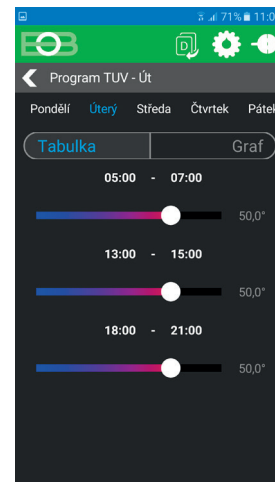 71% 11:0
EOB
D
Program TUV - Út
Pondělí Úterý Středa Čtvrtek Pátek
Tabulka Graf
05:00 - 07:00
50,0°
13:00 - 15:00
50,0°
18:00 - 21:00
50,0°